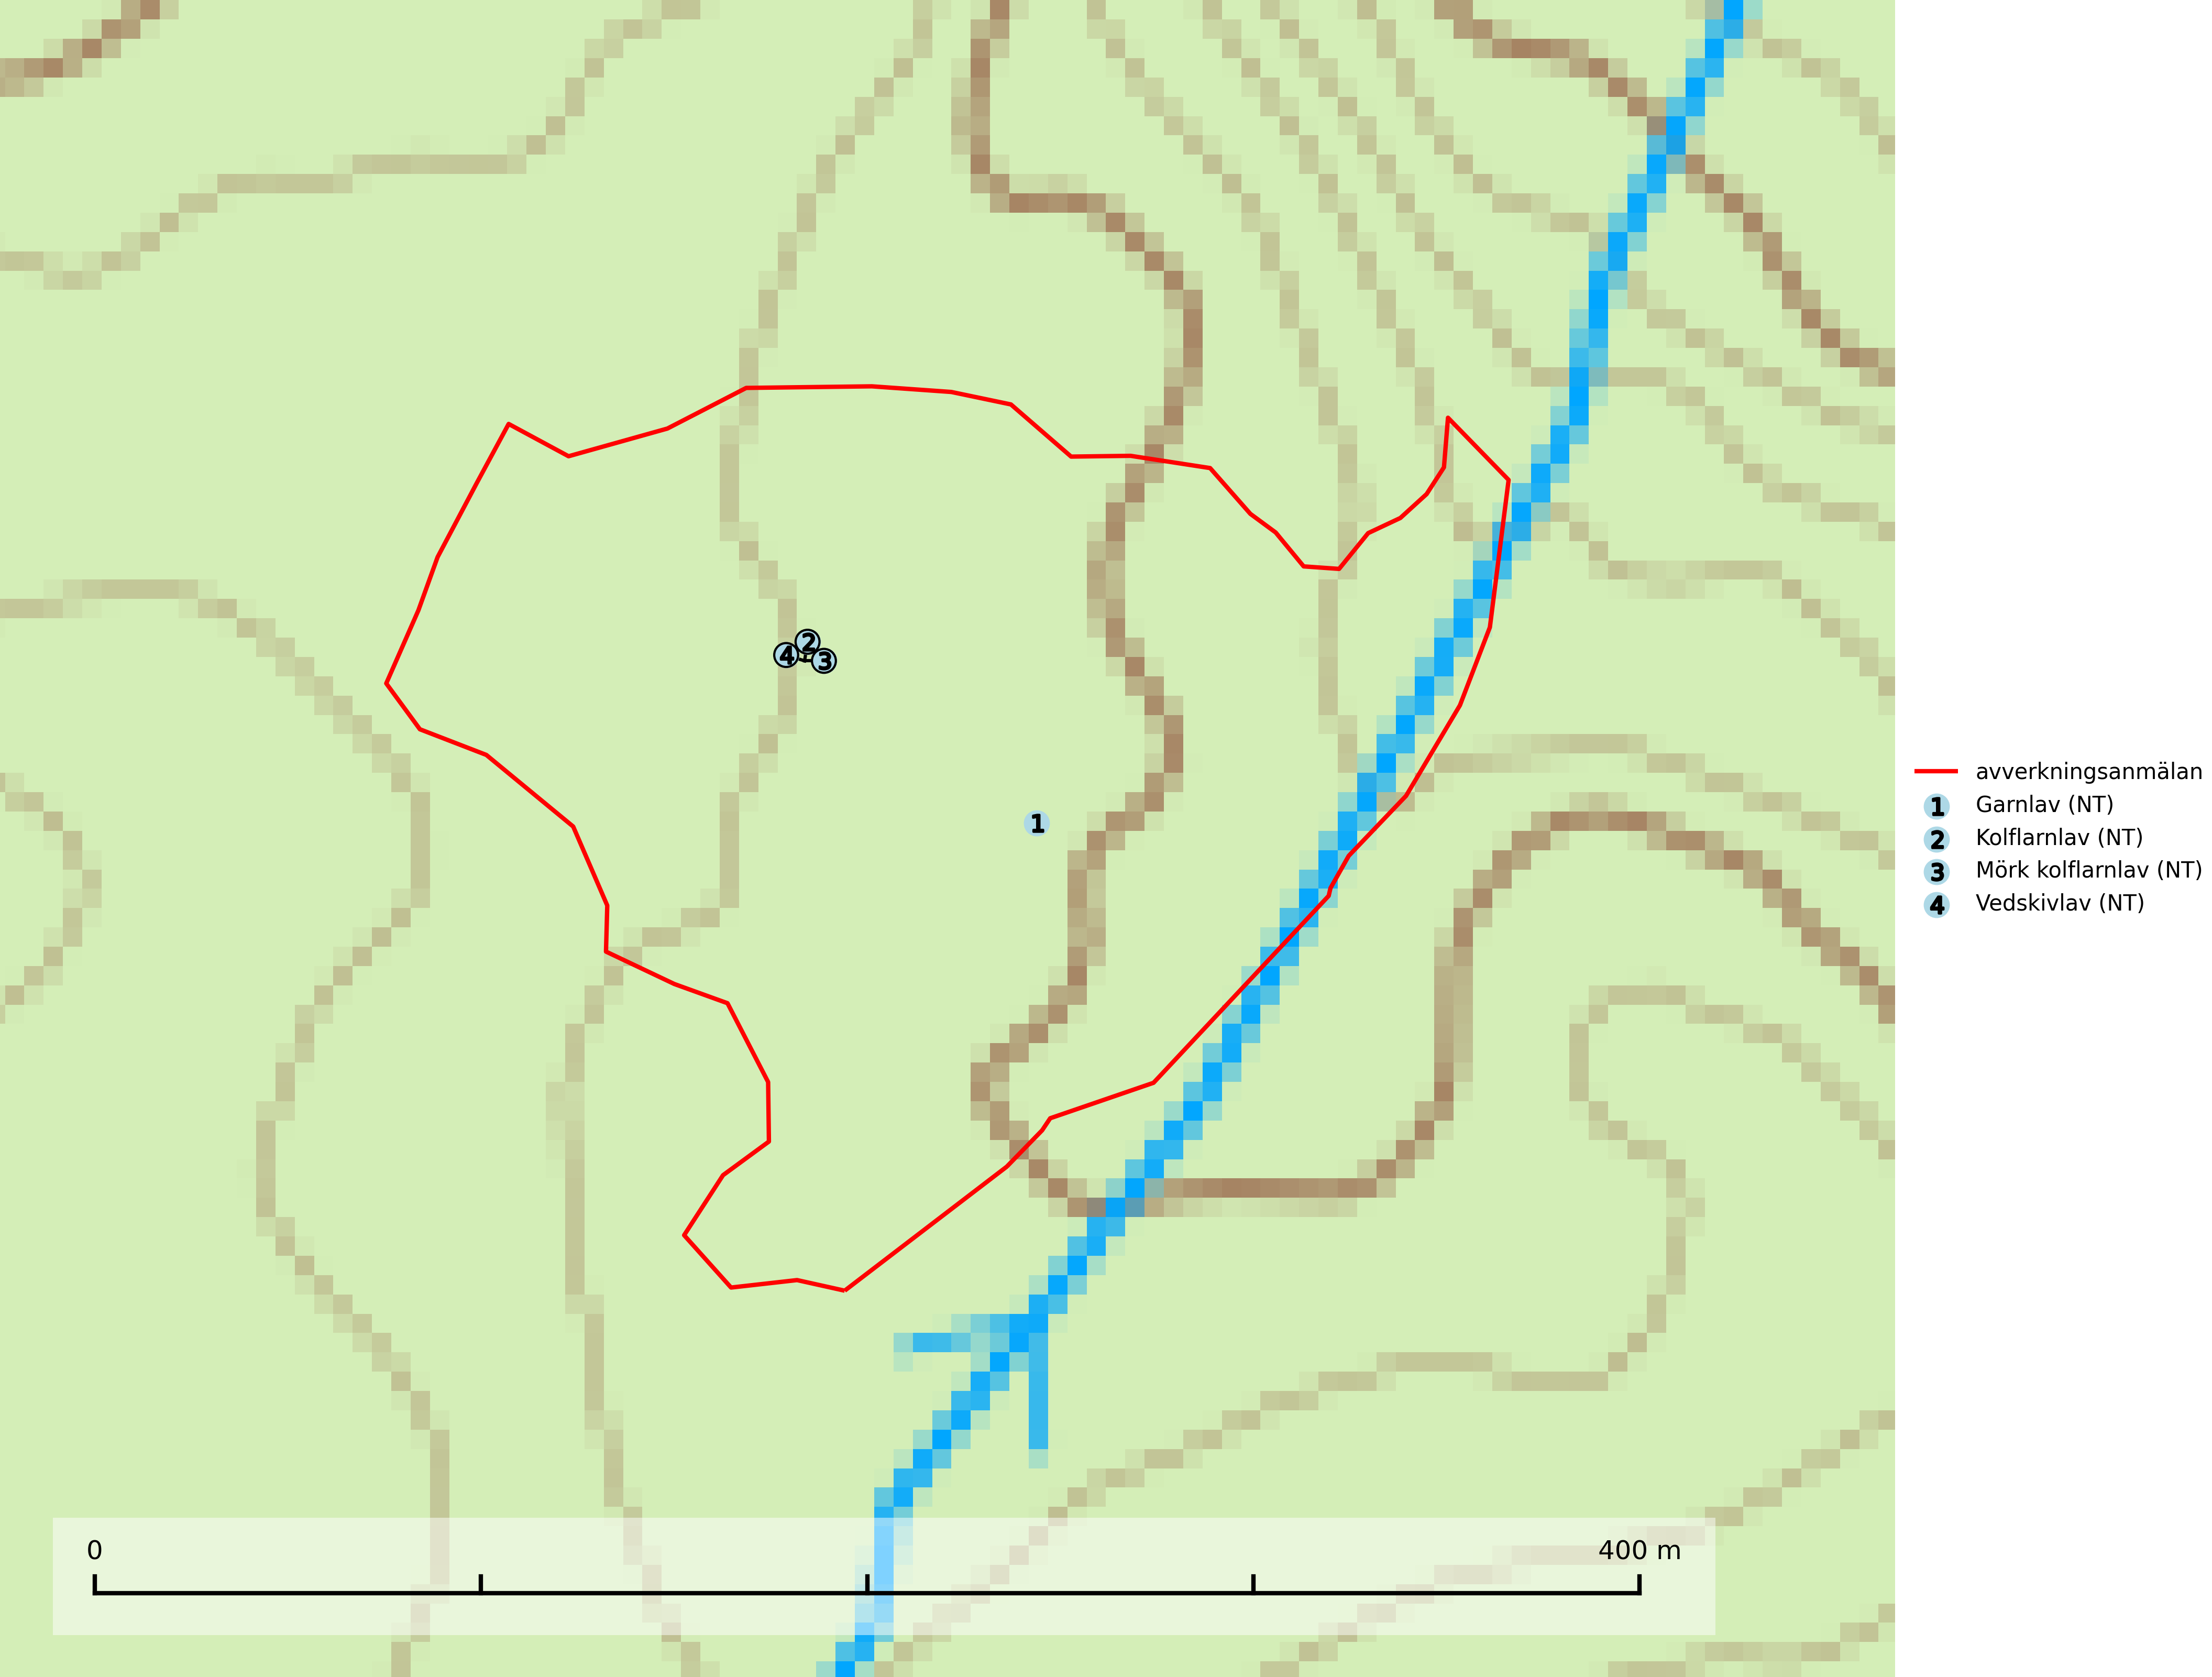 2
4
3
1
avverkningsanmälan
1 Garnlav (NT)
2 Kolflarnlav (NT)
3 Mörk kolflarnlav (NT)
4 Vedskivlav (NT)
0 400 m